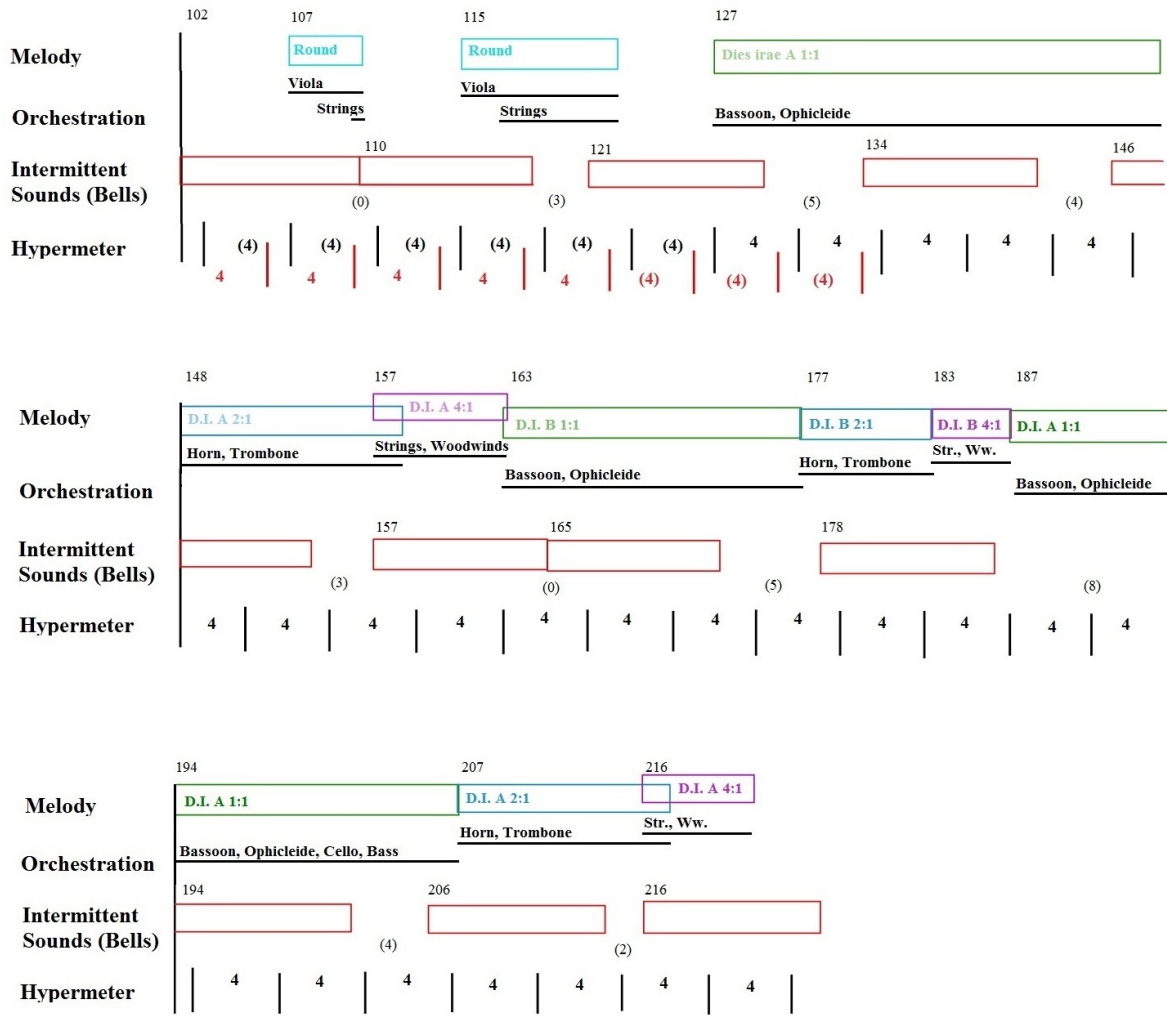 102 107 115 127
Melody Round Round Dies irae A 1:1
Viola Viola
Strings Strings
Orchestration Bassoon, Ophicleide
110 121 134 146
Intermittent
Sounds (Bells)
(0) (3) (5) (4)
Hypermeter (4) (4) (4) (4) (4) (4) 4 4 4 4 4
4 4 4 4 4 (4) (4) (4)
148 157 163 177 183 187
Melody D.I. A 2:1 D.I. A 4:1 D.I. B 1:1 D.I. B 2:1 D.I. B 4:1 D.I. A 1:1
Horn, Trombone Strings, Woodwinds Horn, Trombone Str., Ww.
Orchestration Bassoon, Ophicleide Bassoon, Ophicleide
157 165 178
Intermittent
Sounds (Bells)
(3) (0) (5) (8)
Hypermeter 4 4 4 4 4 4 4 4 4 4 4 4
194 207 216
Melody D.I. A 1:1 D.I. A 2:1 D.I. A 4:1
Horn, Trombone Str., Ww.
Orchestration Bassoon, Ophicleide, Cello, Bass
194 206 216
Intermittent
Sounds (Bells)
(4) (2)
Hypermeter 4 4 4 4 4 4 4